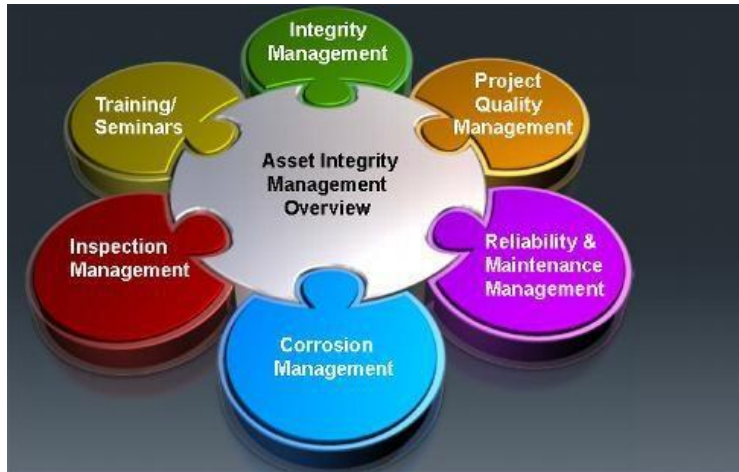 Integrity
Management
Project
Quality
Management
Training/
Seminars
Asset Integrity
Management
Overview
Inspection
Management
Reliability &
Maintenance
Management
Corrosion
Management